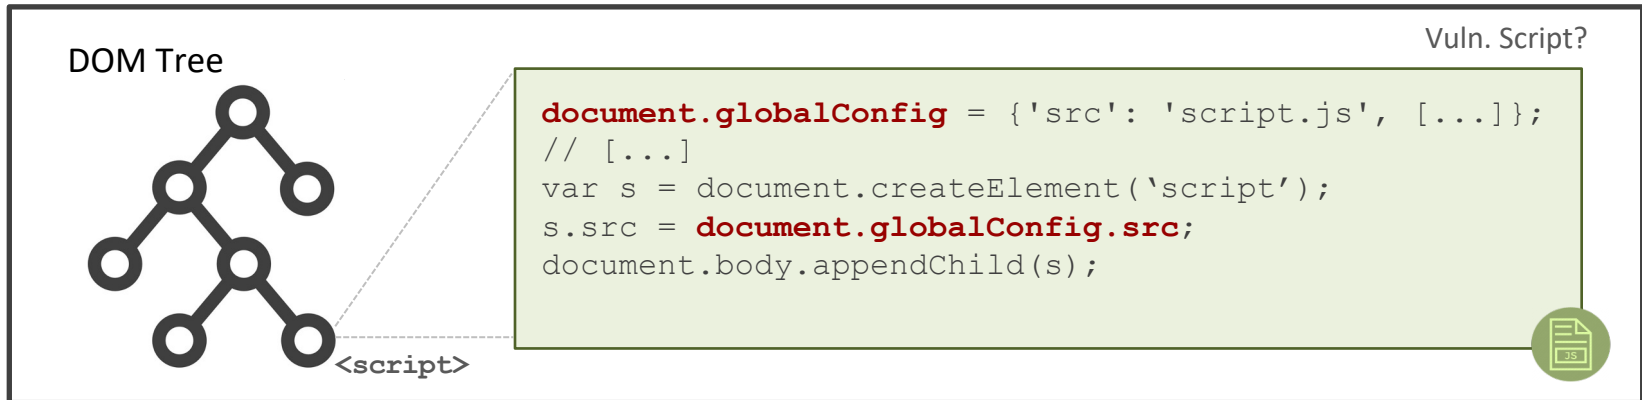 Vuln. Script?
DOM Tree
document.globalConfig = {'src': 'script.js', [...]};
// [...]
var s = document.createElement(‘script’);
s.src = document.globalConfig.src;
document.body.appendChild(s);
JS
<script>